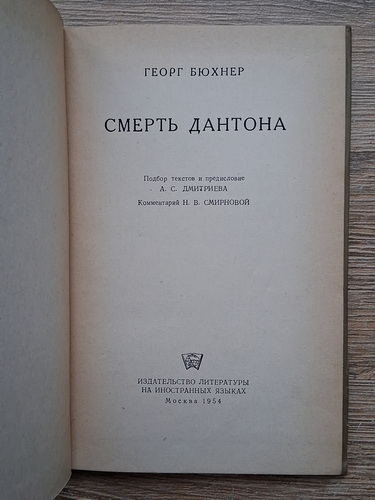 ГЕОРГ БЮХНЕР
СМЕРТЬ ДАНТОНА
Подбор текстов и предисловие
А. С. ДМИТРИЕВА
Комментарий Н. В. СМИРНОВОЙ
ИЗДАТЕЛЬСТВО ЛИТЕРАТУРЫ
НА ИНОСТРАННЫХ ЯЗЫКАХ
Москва 1954